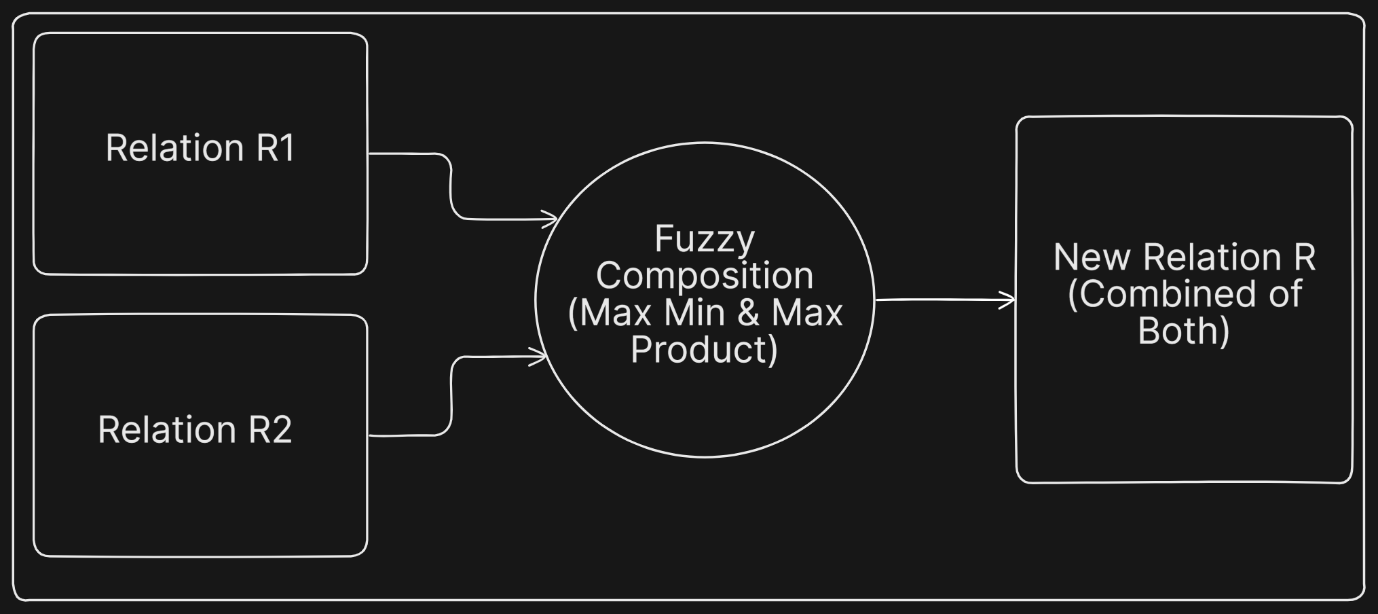 Relation R1
Relation R2
Fuzzy
Composition
(Max Min & Max
Product)
New Relation R
(Combined of
Both)